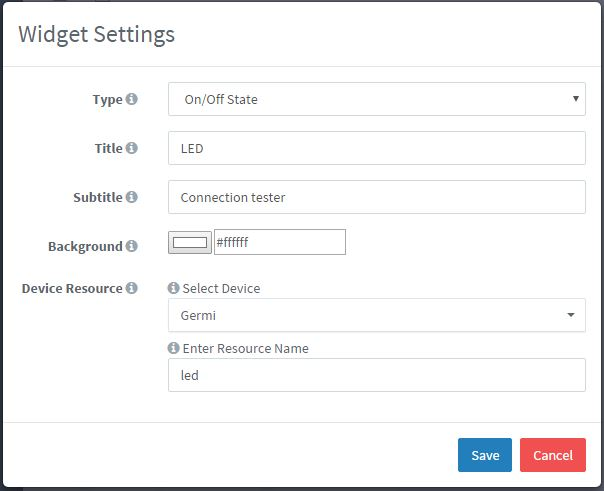 Widget Settings
Type
On/Off State
Title
LED
Subtitle
Connection tester
Background
#ffffff
Device Resource
Select Device
Germi
Enter Resource Name
led
Save
Cancel